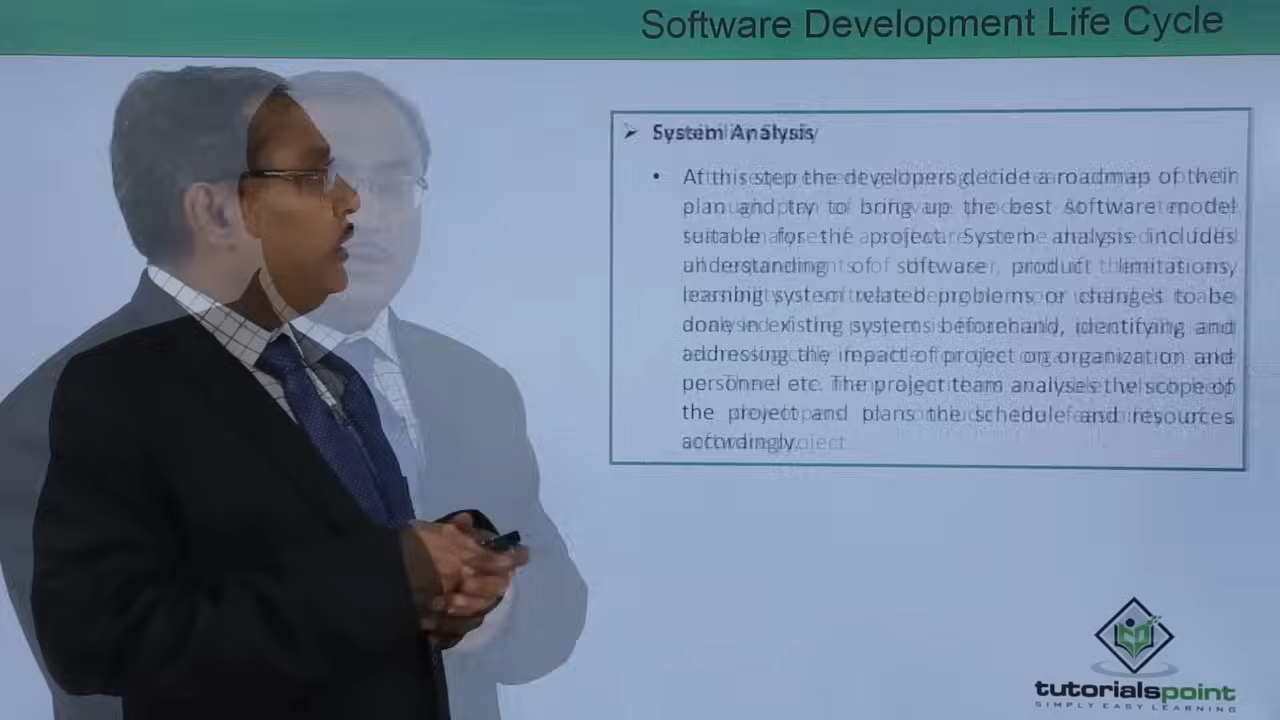 Software Development Life Cycle
➤ System Analysis
• At this step the developers decide a roadmap of their
plan and try to bring up the best software model
suitable for the project. System analysis includes
understanding of software product limitations,
learning system related problems or changes to be
done in existing systems beforehand, identifying and
addressing the impact of project on organization and
personnel etc. The project team analyses the scope of
the project and plans the schedule and resources
accordingly.
tutorialspoint
SIMPLY EASY LEARNING